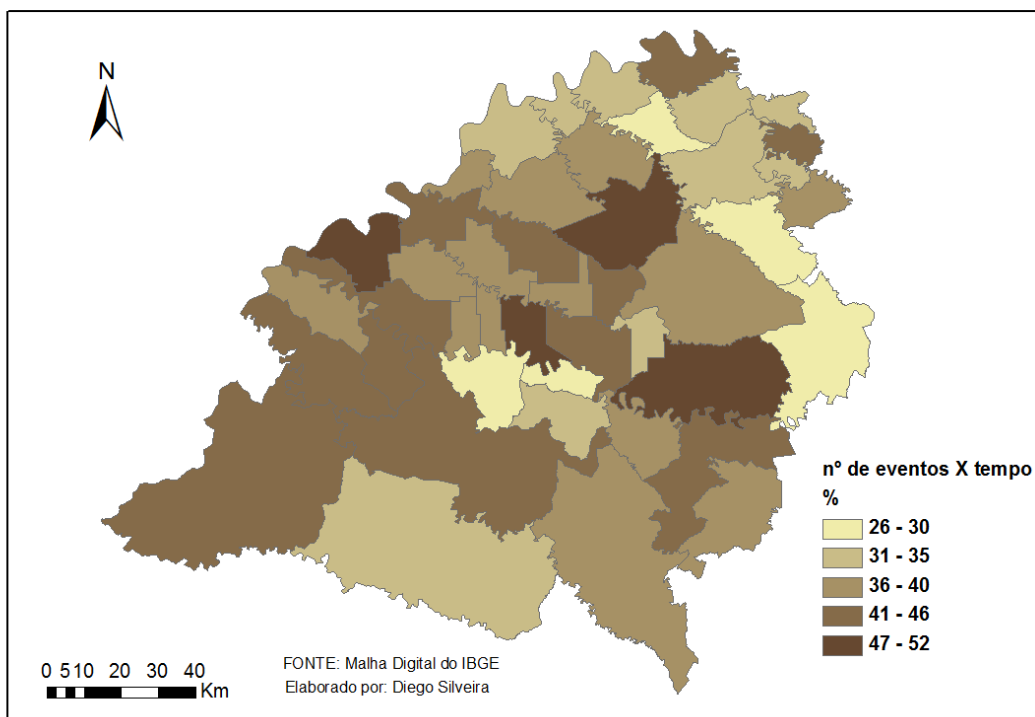 N
nº de eventos X tempo
%
26 - 30
31 - 35
36 - 40
41 - 46
47 - 52
0 5 10 20 30 40
Km
FONTE: Malha Digital do IBGE
Elaborado por: Diego Silveira